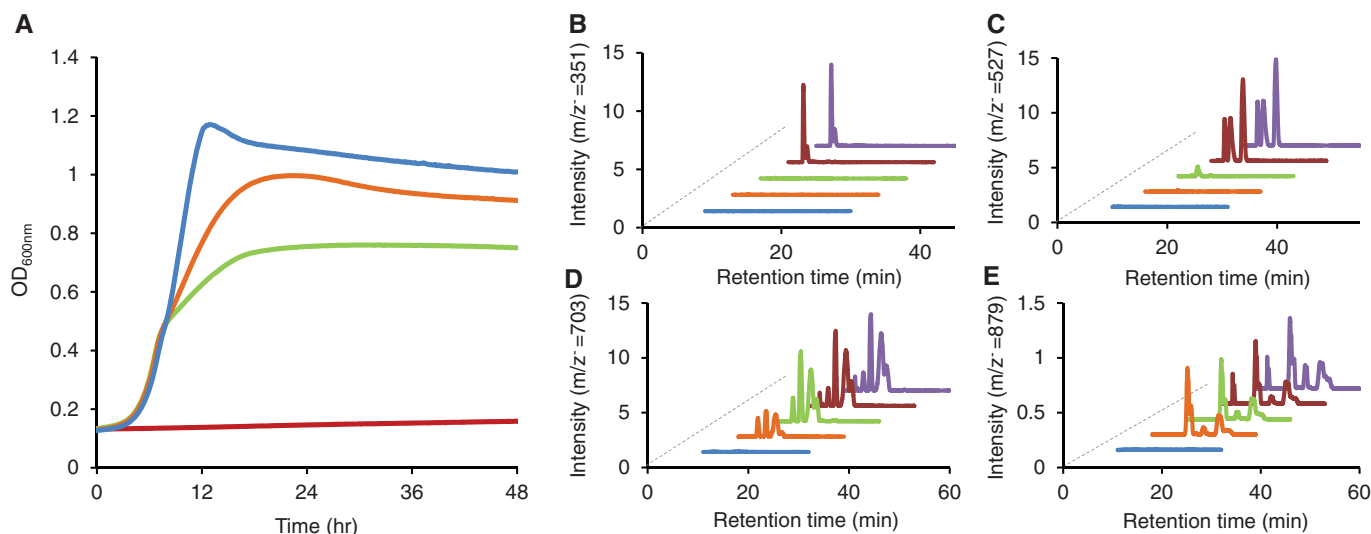 A
1.4
1.2
1
0.8
0.6
0.4
0.2
0
OD600nm
0 12 24 36 48
Time (hr)
B
15
10
5
0
Intensity (m/z- =351)
0 20 40
Retention time (min)
C
15
10
5
0
Intensity (m/z- =527)
0 20 40
Retention time (min)
D
15
10
5
0
Intensity (m/z- =703)
0 20 40 60
Retention time (min)
E
1.5
1
0.5
0
Intensity (m/z- =879)
0 20 40 60
Retention time (min)